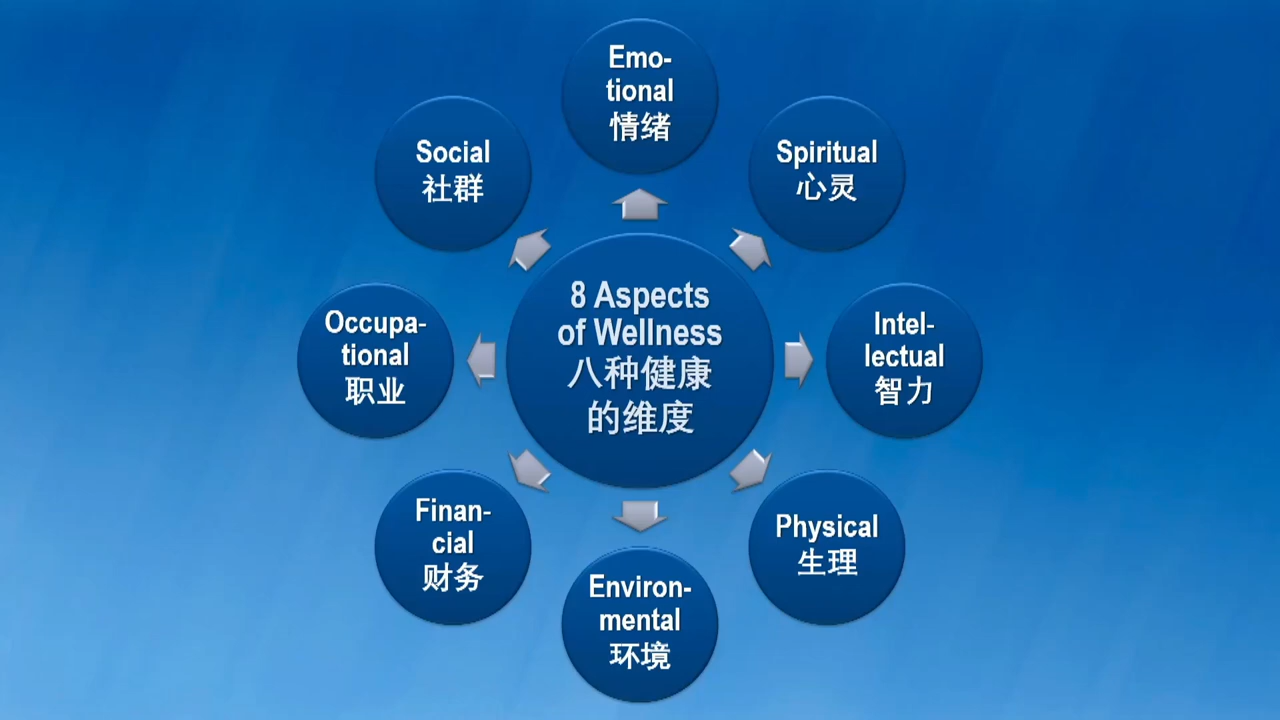 8 Aspects
of Wellness
八种健康
的维度
Emo-
tional
情绪
Spiritual
心灵
Intel-
lectual
智力
Physical
生理
Environ-
mental
环境
Finan-
cial
财务
Occupa-
tional
职业
Social
社群